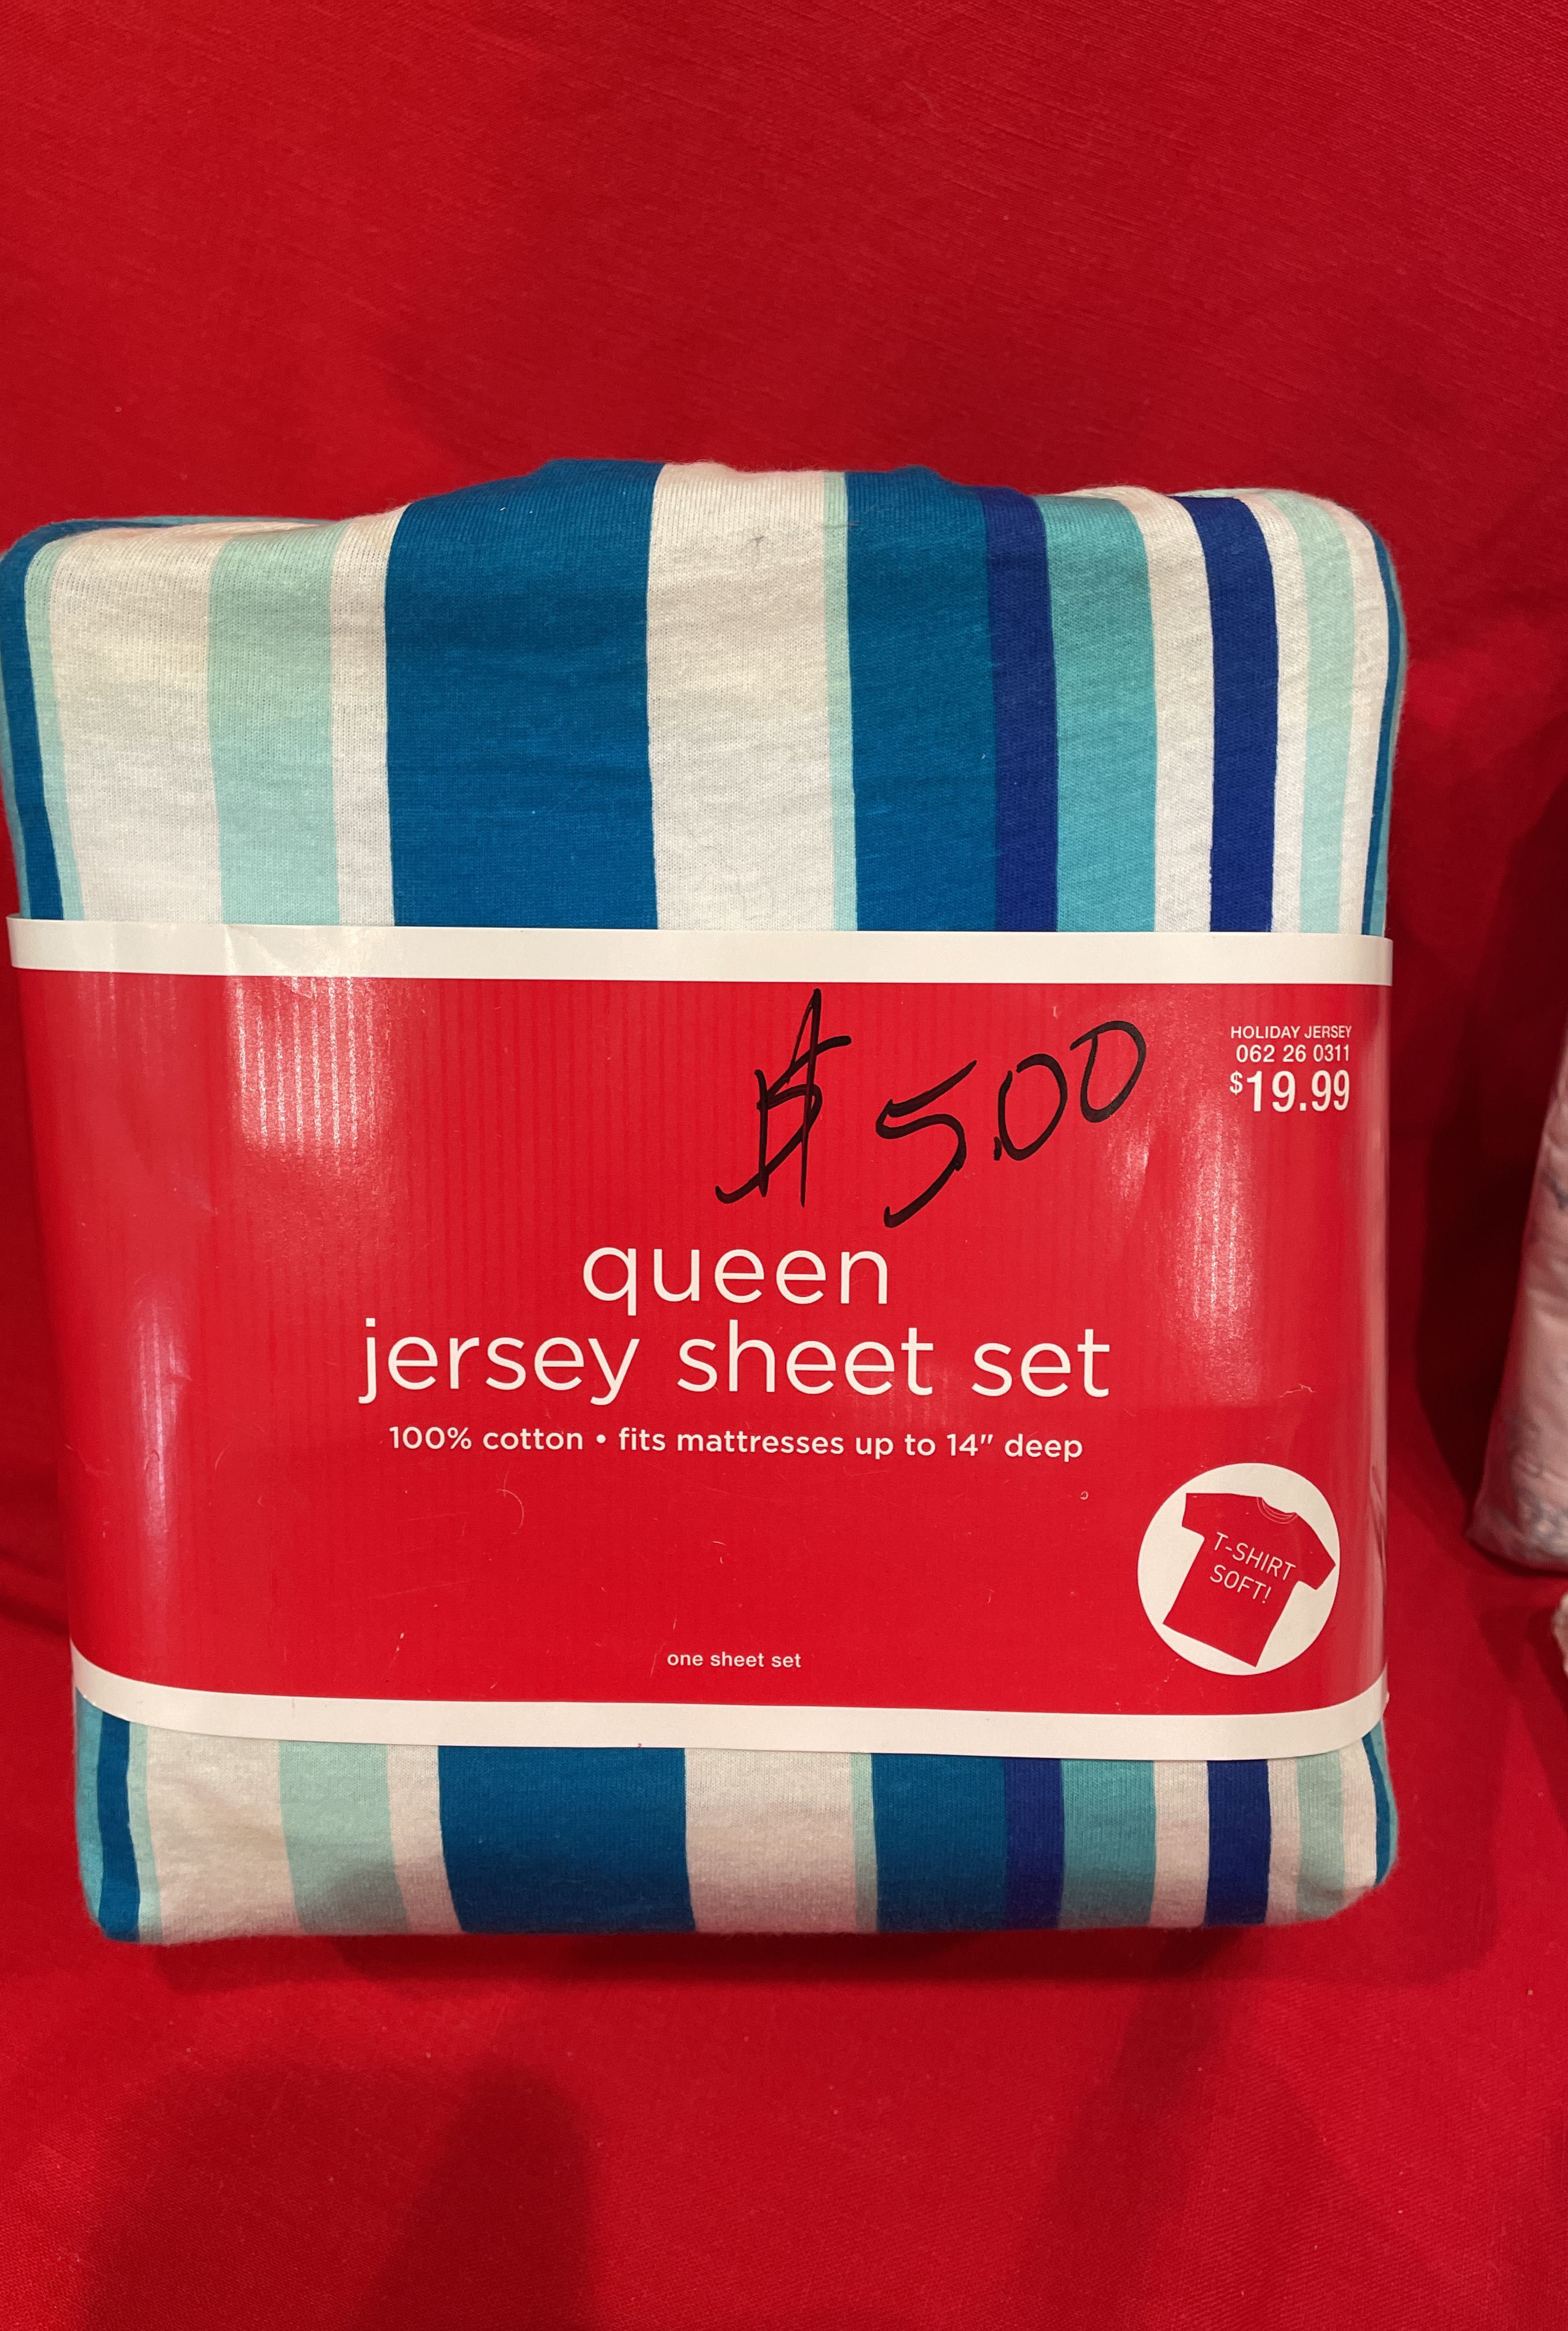 $5.00
HOLIDAY JERSEY
062 26 0311
$19.99
queen
jersey sheet set
100% cotton • fits mattresses up to 14" deep
T-SHIRT
SOFT!
one sheet set